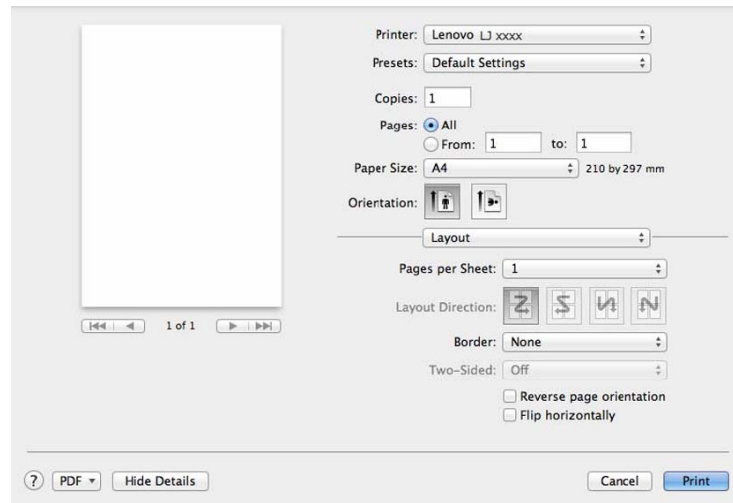 Printer: Lenovo LJ xxxx
Presets: Default Settings
Copies: 1
Pages: All
From: 1 to: 1
Paper Size: A4 210 by 297 mm
Orientation:
Layout
Pages per Sheet: 1
Layout Direction:
Border: None
Two-Sided: Off
Reverse page orientation
Flip horizontally
1 of 1
? PDF Hide Details Cancel Print